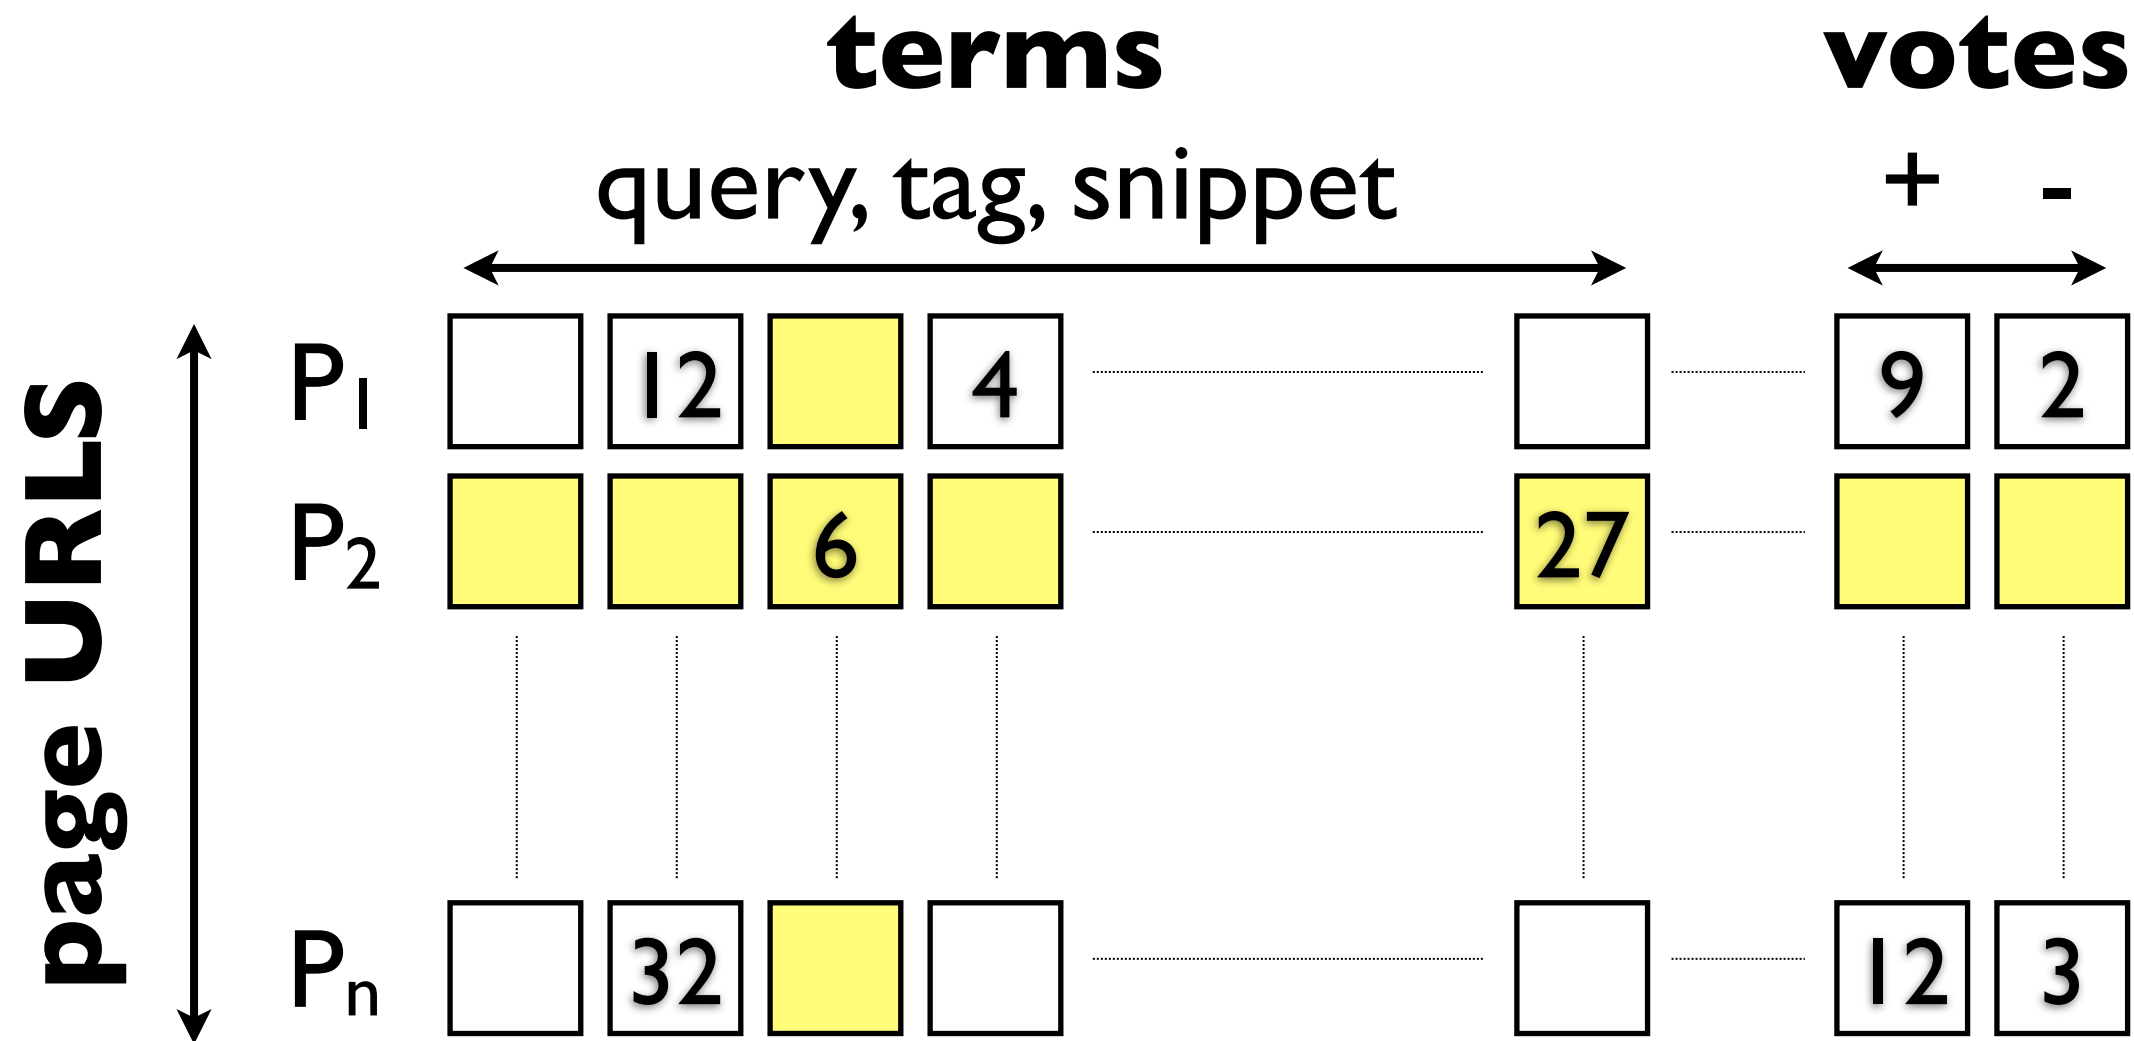 terms votes
query, tag, snippet + -
page URLS
P1 12 4 9 2
P2 6 27
Pn 32 12 3